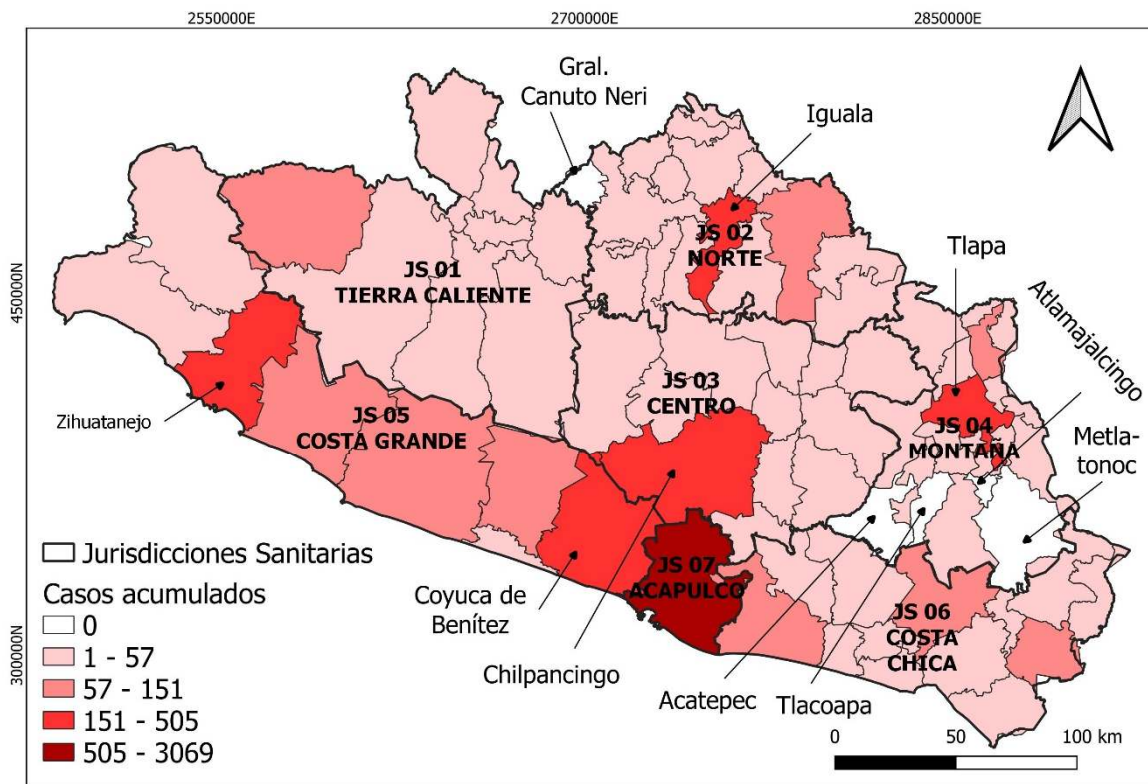 2550000E
2700000E
2850000E
450000N
300000N
Gral.
Canuto Neri
Iguala
JS 02
NORTE
Tlapa
Atlamajalcingo
Metla-
tonoc
JS 01
TIERRA CALIENTE
JS 03
CENTRO
JS 04
MONTAÑA
Zihuatanejo
JS 05
COSTA GRANDE
JS 07
ACAPULCO
JS 06
COSTA
CHICA
Coyuca de
Benítez
Chilpancingo
Acatepec
Tlacoapa
Jurisdicciones Sanitarias
Casos acumulados
0
1 - 57
57 - 151
151 - 505
505 - 3069
0
50
100 km